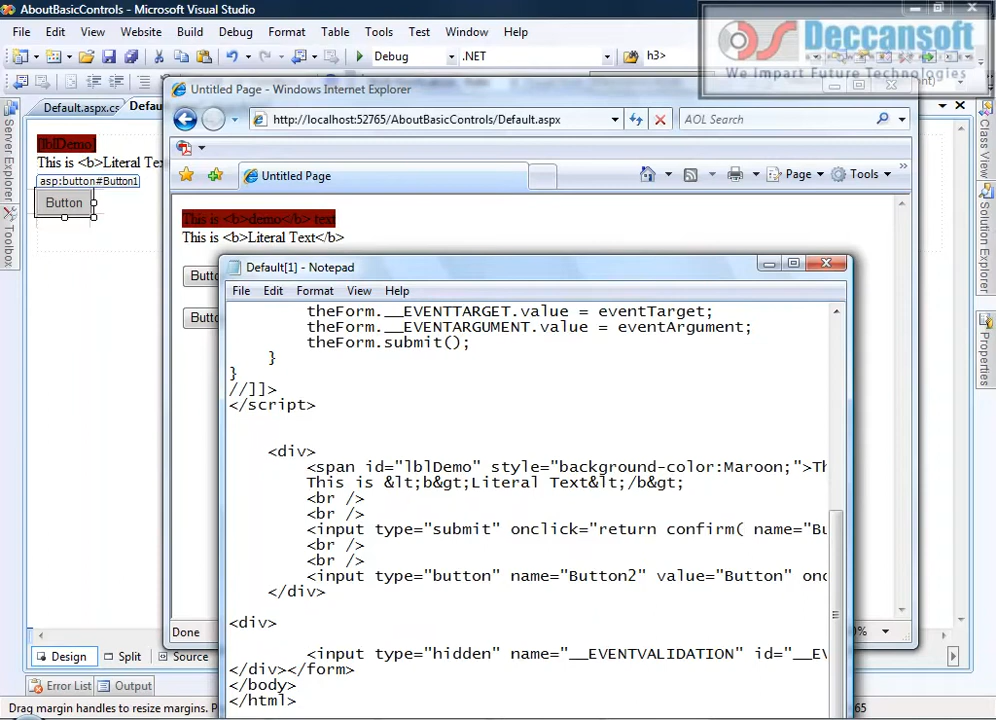 AboutBasicControls - Microsoft Visual Studio
File Edit View Website Build Debug Format Table Tools Test Window Help
Debug .NET h3>
Deccansoft
We Impart Future Technologies
Default.aspx.cs Defau
Untitled Page - Windows Internet Explorer
http://localhost:52765/AboutBasicControls/Default.aspx AOL Search
Untitled Page Page Tools
Server Explorer
Toolbox
Class View
Solution Explorer
Properties
[lblDemo]
This is <b>Literal Tex
asp:button#Button1
Button
This is <b>demo</b> text
This is <b>Literal Text</b>
Butto
Butto
Default[1] - Notepad
File Edit Format View Help
theForm.__EVENTTARGET.value = eventTarget;
theForm.__EVENTARGUMENT.value = eventArgument;
theForm.submit();
}
}
//]]>
</script>
<div>
<span id="lblDemo" style="background-color:Maroon;">Th
This is &lt;b&gt;Literal Text&lt;/b&gt;
<br />
<br />
<input type="submit" onclick="return confirm( name="Bu
<br />
<br />
<input type="button" name="Button2" value="Button" onc
</div>
<div>
<input type="hidden" name="__EVENTVALIDATION" id="__EV
</div></form>
</body>
</html>
Done 0%
Design Split Source
Error List Output
Drag margin handles to resize margins. P 65